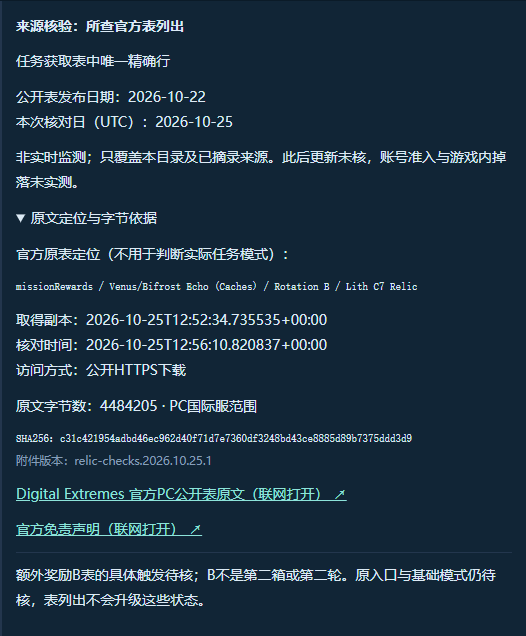 来源核验：所查官方表列出
任务获取表中唯一精确行
公开表发布日期：2026-10-22
本次核对日（UTC）：2026-10-25
非实时监测；只覆盖本目录及已摘录来源。此后更新未核，账号准入与游戏内掉
落未实测。
▼ 原文定位与字节依据
官方原表定位（不用于判断实际任务模式）：
missionRewards / Venus/Bifrost Echo (Caches) / Rotation B / Lith C7 Relic
取得副本：2026-10-25T12:52:34.735535+00:00
核对时间：2026-10-25T12:56:10.820837+00:00
访问方式：公开HTTPS下载
原文字节数：4484205 · PC国际服范围
SHA256: c31c421954adbd46ec962d40f71d7e7360df3248bd43ce8885d89b7375ddd3d9
附件版本：relic-checks.2026.10.25.1
Digital Extremes 官方PC公开表原文（联网打开） ↗
官方免责声明（联网打开） ↗
额外奖励B表的具体触发待核；B不是第二箱或第二轮。原入口与基础模式仍待
核，表列出不会升级这些状态。